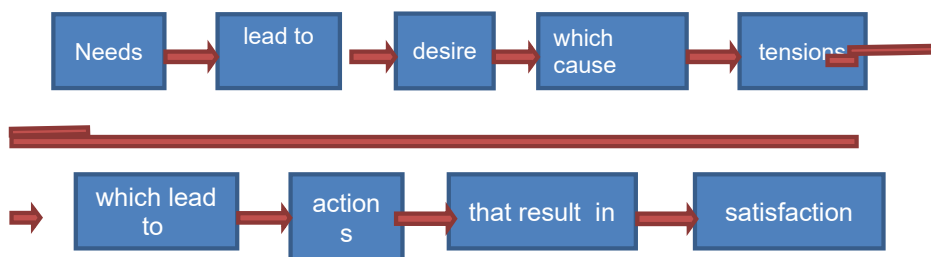 Needs
lead to
desire
which
cause
tensions
which lead
to
action
s
that result in
satisfaction